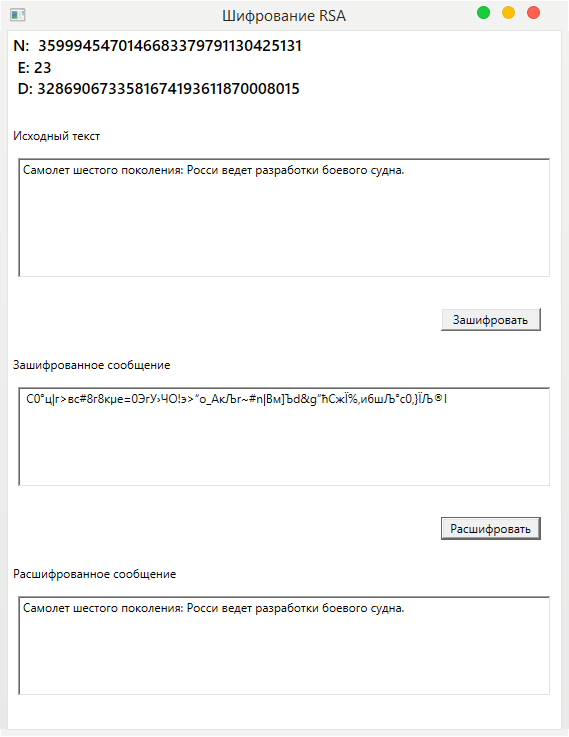 Шифрование RSA
N: 3599945470146683379791130425131
E: 23
D: 3286906733581674193611870008015
Исходный текст
Самолет шестого поколения: Росси ведет разработки боевого судна.
Зашифровать
Зашифрованное сообщение
С0°ц|г>вс#8г8кµе=0ЭгУ›ЧО!э>“о_АкЉг~#n|Вм]Ъd&g”ћСжЇ%,ибшЉ°с0,}ЇЉ®І
Расшифровать
Расшифрованное сообщение
Самолет шестого поколения: Росси ведет разработки боевого судна.